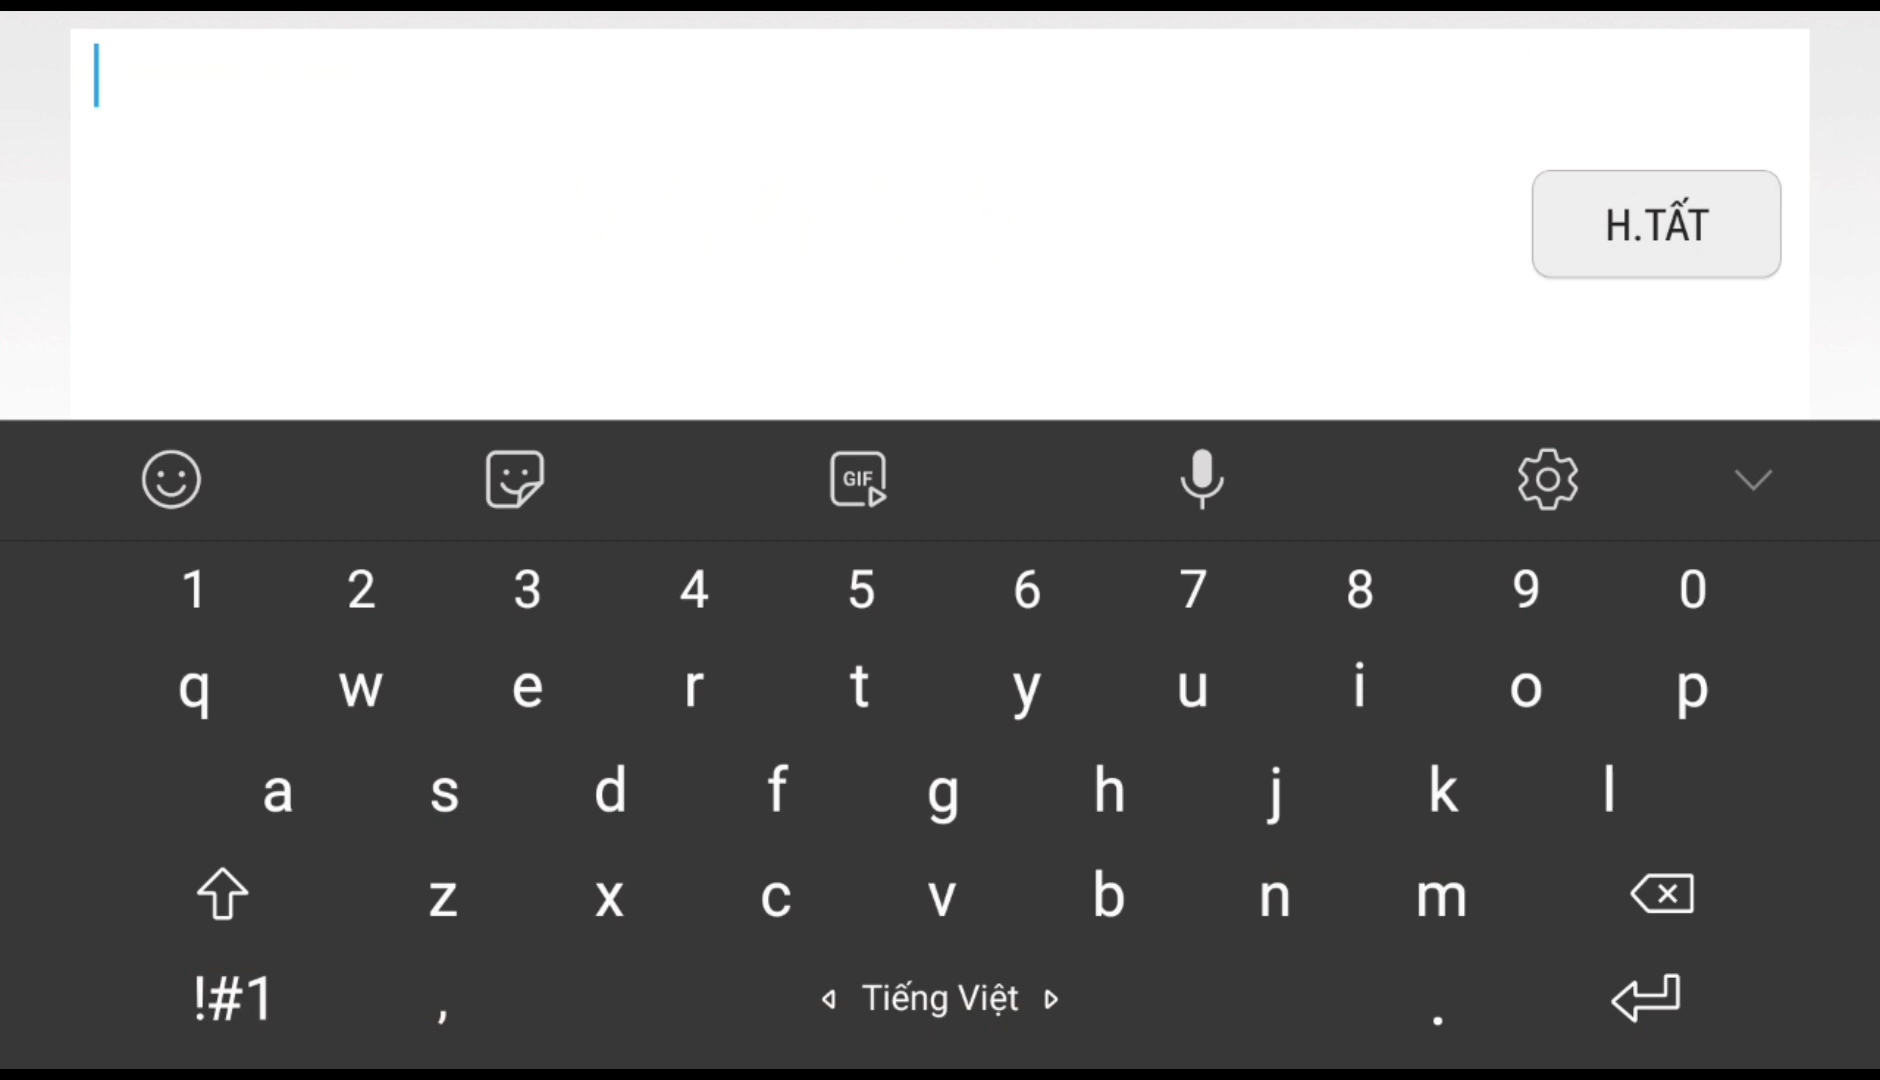 H.TẤT
GIF
1 2 3 4 5 6 7 8 9 0
q w e r t y u i o p
a s d f g h j k l
z x c v b n m
!#1 , Tiếng Việt .